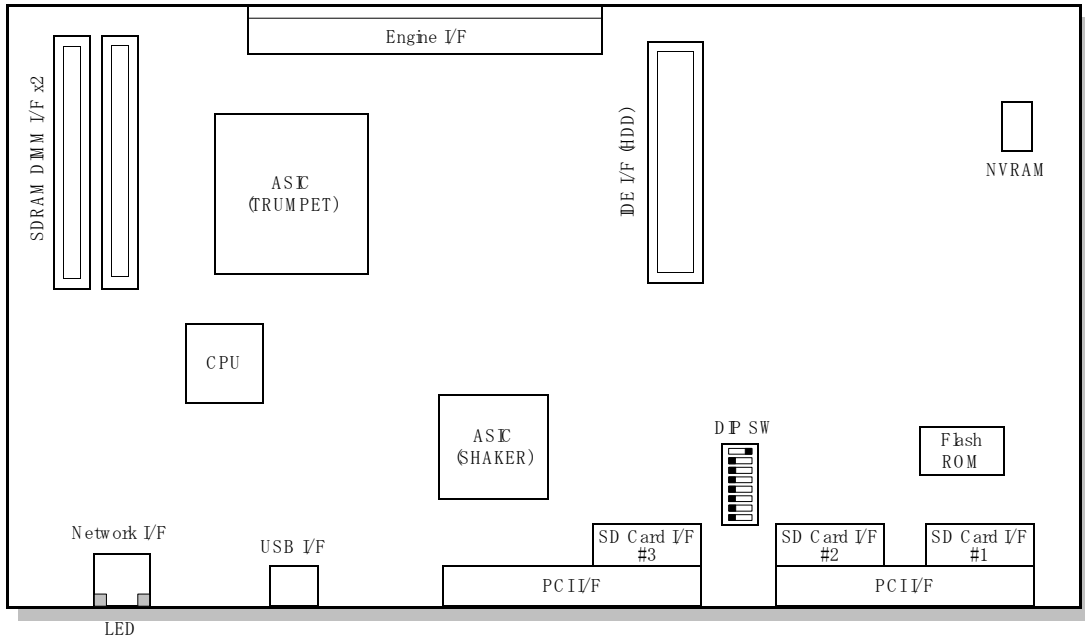 Engine I/F
SDRAM DIMM I/F x2
ASIC
(TRUMPET)
IDE I/F (HDD)
NVRAM
CPU
ASIC
(SHAKER)
DIP SW
Flash
ROM
Network I/F
USB I/F
SD Card I/F
#3
SD Card I/F
#2
SD Card I/F
#1
PCI I/F
PCI I/F
LED